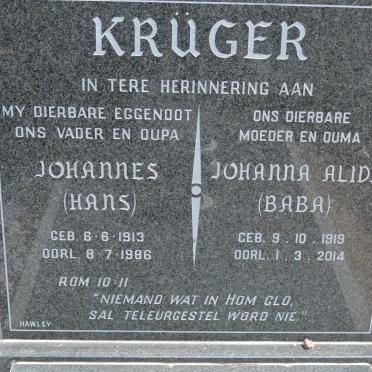 KRÜGER
IN TERE HERINNERING AAN
MY DIERBARE EGGENOOT
ONS VADER EN OUPA
JOHANNES
(HANS)
GEB. 6·6·1913
OORL. 8·7·1986
ONS DIERBARE
MOEDER EN OUMA
JOHANNA ALID
(BABA)
GEB. 9·10·1919
OORL. 1·3·2014
ROM 10:11
"NIEMAND WAT IN HOM GLO,
SAL TELEURGESTEL WORD NIE."
HAWLEY